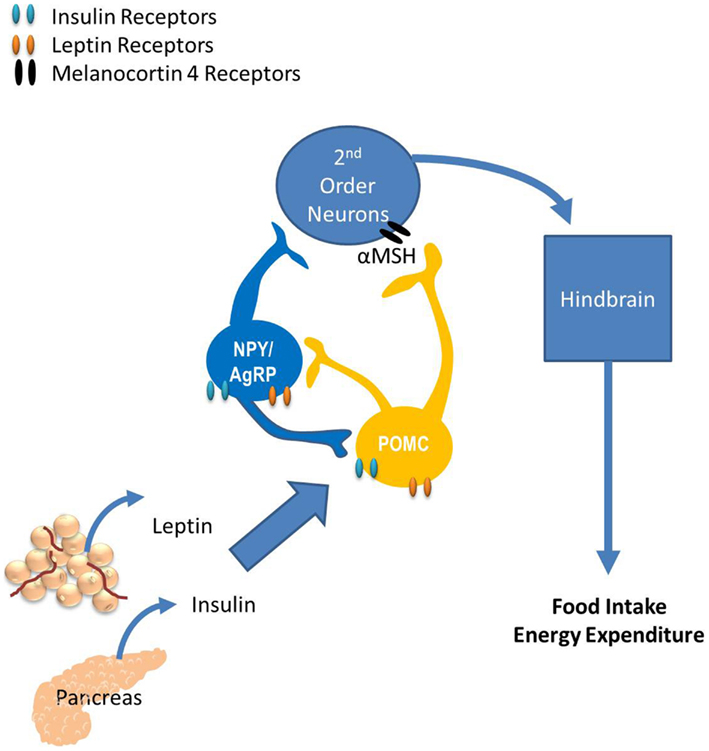 Insulin Receptors
Leptin Receptors
Melanocortin 4 Receptors
2nd
Order
Neurons
αMSH
Hindbrain
NPY/
AgRP
POMC
Leptin
Insulin
Pancreas
Food Intake
Energy Expenditure